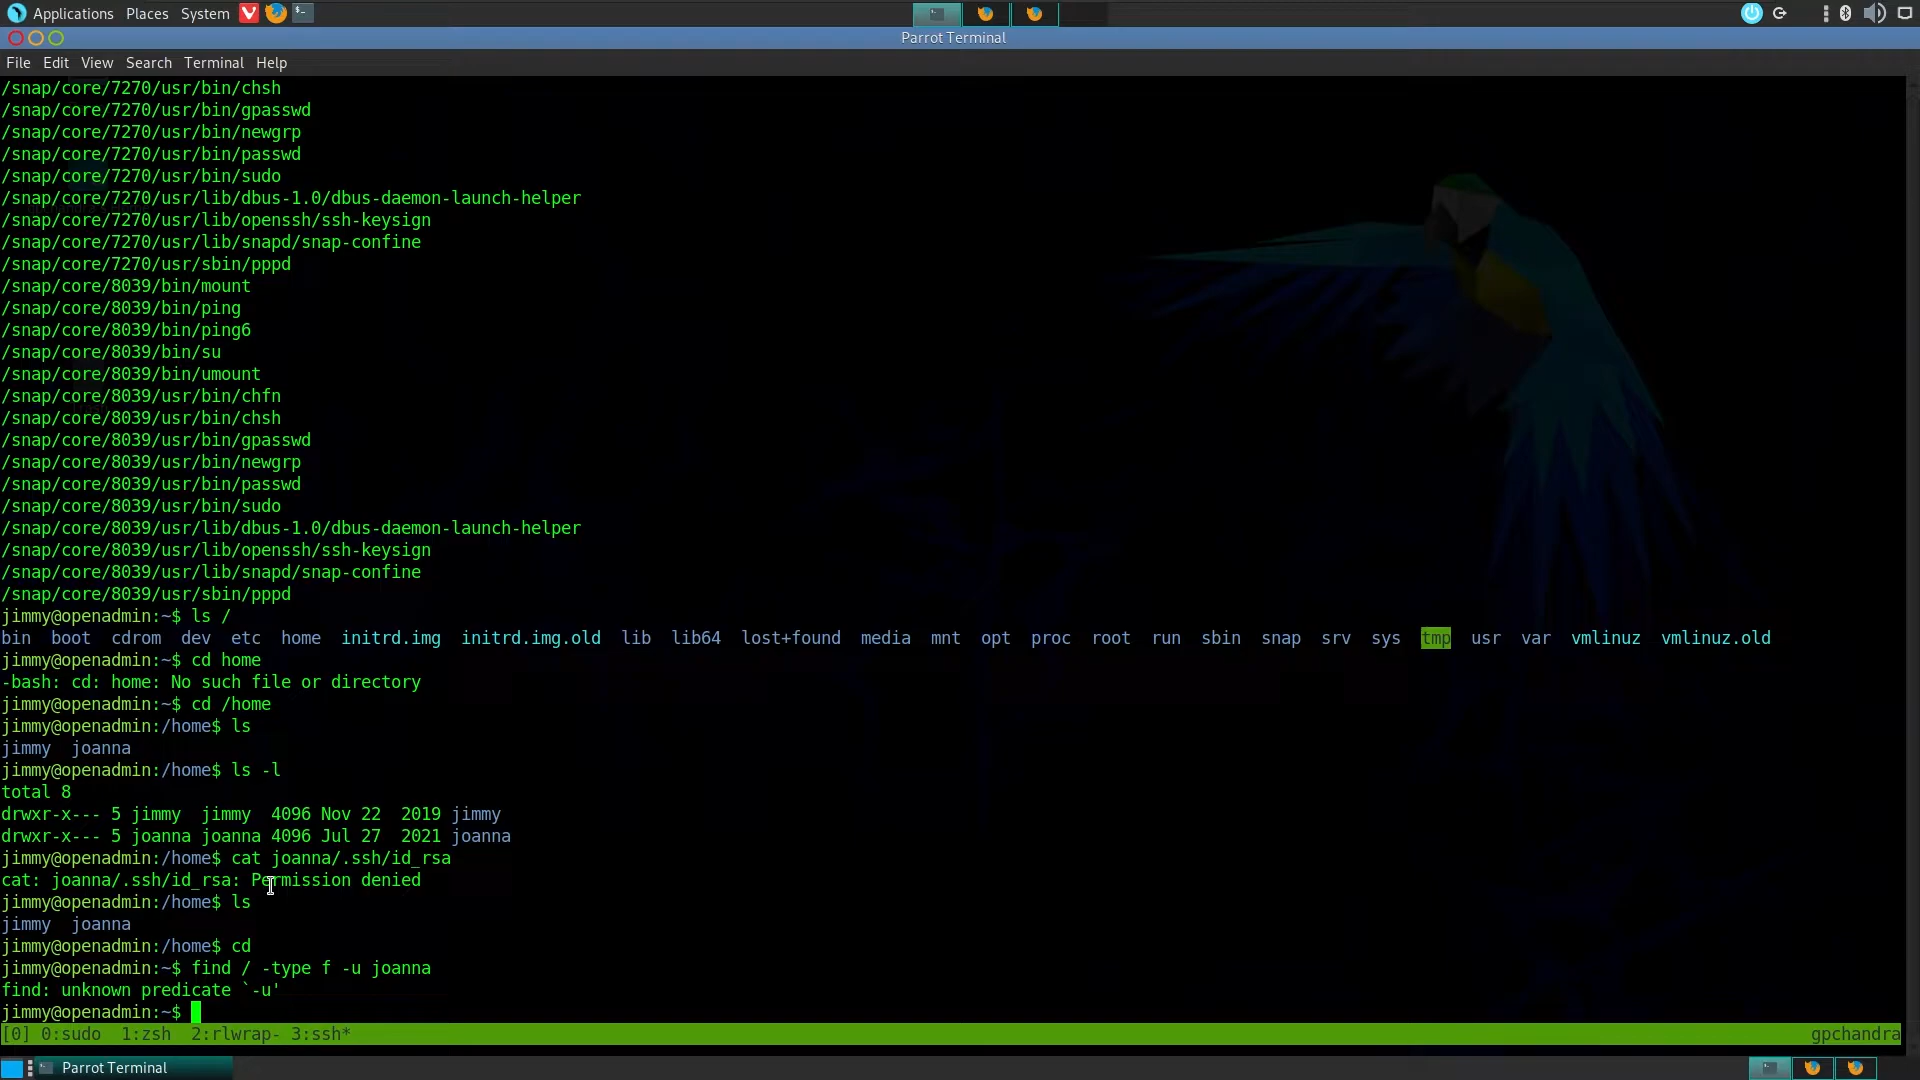 Applications Places System
Parrot Terminal
File Edit View Search Terminal Help
/snap/core/7270/usr/bin/chsh
/snap/core/7270/usr/bin/gpasswd
/snap/core/7270/usr/bin/newgrp
/snap/core/7270/usr/bin/passwd
/snap/core/7270/usr/bin/sudo
/snap/core/7270/usr/lib/dbus-1.0/dbus-daemon-launch-helper
/snap/core/7270/usr/lib/openssh/ssh-keysign
/snap/core/7270/usr/lib/snapd/snap-confine
/snap/core/7270/usr/sbin/pppd
/snap/core/8039/bin/mount
/snap/core/8039/bin/ping
/snap/core/8039/bin/ping6
/snap/core/8039/bin/su
/snap/core/8039/bin/umount
/snap/core/8039/usr/bin/chfn
/snap/core/8039/usr/bin/chsh
/snap/core/8039/usr/bin/gpasswd
/snap/core/8039/usr/bin/newgrp
/snap/core/8039/usr/bin/passwd
/snap/core/8039/usr/bin/sudo
/snap/core/8039/usr/lib/dbus-1.0/dbus-daemon-launch-helper
/snap/core/8039/usr/lib/openssh/ssh-keysign
/snap/core/8039/usr/lib/snapd/snap-confine
/snap/core/8039/usr/sbin/pppd
jimmy@openadmin:~$ ls /
bin boot cdrom dev etc home initrd.img initrd.img.old lib lib64 lost+found media mnt opt proc root run sbin snap srv sys tmp usr var vmlinuz vmlinuz.old
jimmy@openadmin:~$ cd home
-bash: cd: home: No such file or directory
jimmy@openadmin:~$ cd /home
jimmy@openadmin:/home$ ls
jimmy joanna
jimmy@openadmin:/home$ ls -l
total 8
drwxr-x--- 5 jimmy  jimmy  4096 Nov 22  2019 jimmy
drwxr-x--- 5 joanna joanna 4096 Jul 27  2021 joanna
jimmy@openadmin:/home$ cat joanna/.ssh/id_rsa
cat: joanna/.ssh/id_rsa: Permission denied
jimmy@openadmin:/home$ ls
jimmy joanna
jimmy@openadmin:/home$ cd
jimmy@openadmin:~$ find / -type f -u joanna
find: unknown predicate `-u'
jimmy@openadmin:~$
[0] 0:sudo 1:zsh 2:rlwrap- 3:ssh* gpchandra
Parrot Terminal